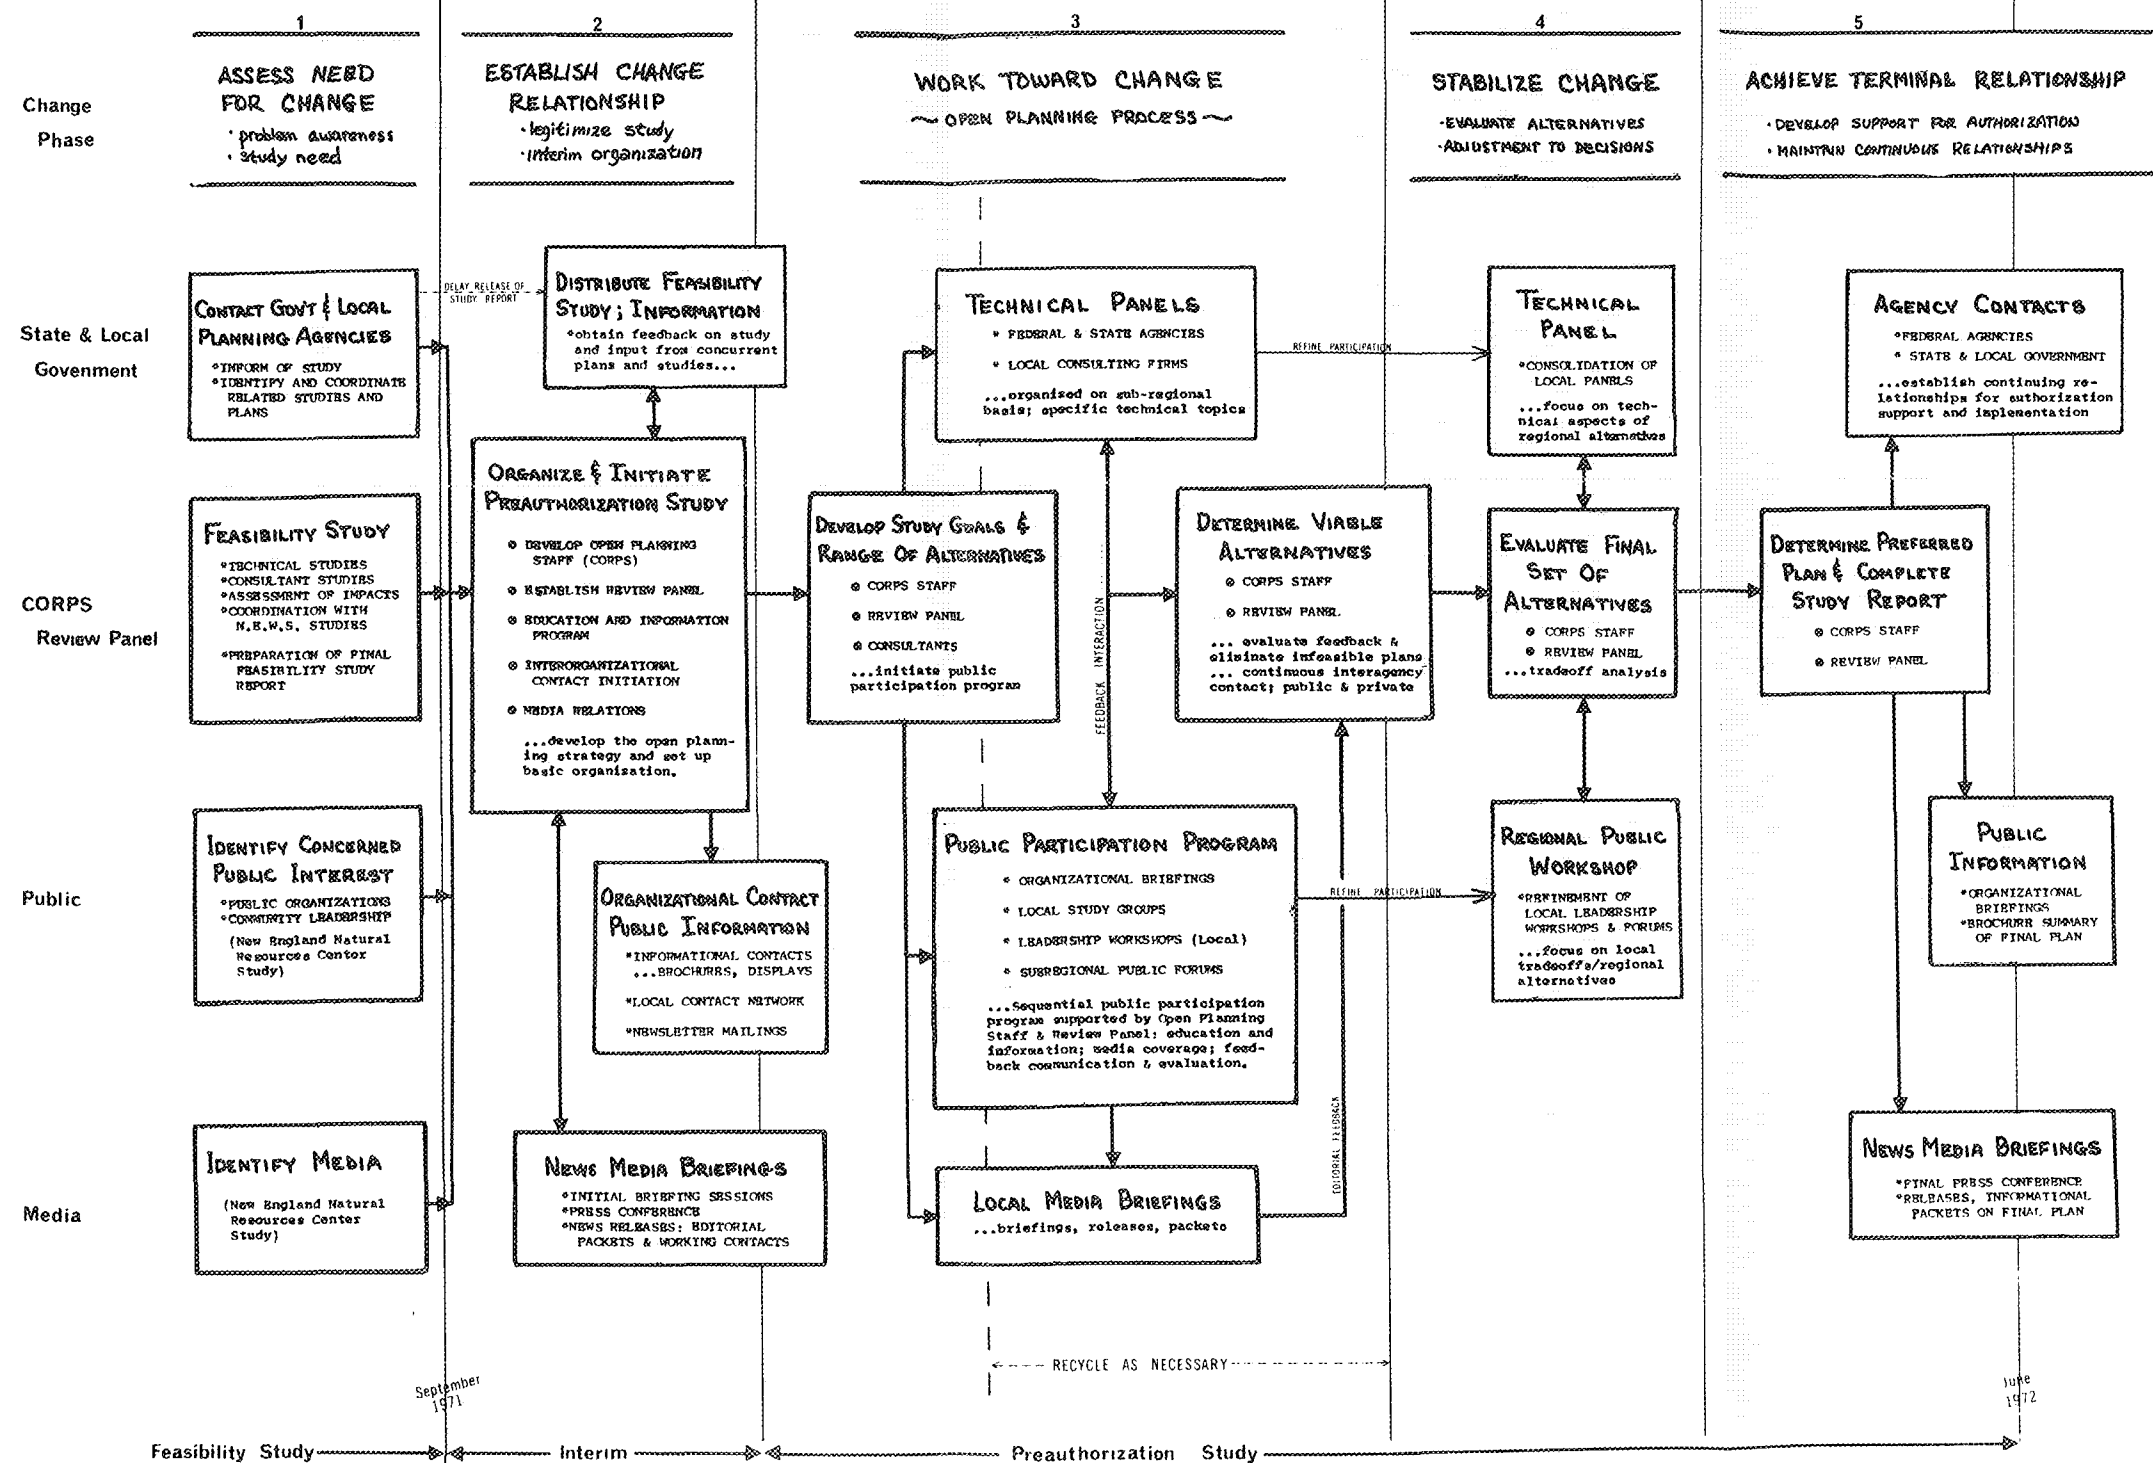 1
2
3
4
5
Change
Phase
ASSESS NEED
FOR CHANGE
· problem awareness
· study need
ESTABLISH CHANGE
RELATIONSHIP
· legitimize study
· interim organization
WORK TOWARD CHANGE
~ OPEN PLANNING PROCESS ~
STABILIZE CHANGE
· EVALUATE ALTERNATIVES
· ADJUSTMENT TO DECISIONS
ACHIEVE TERMINAL RELATIONSHIP
· DEVELOP SUPPORT FOR AUTHORIZATION
· MAINTAIN CONTINUOUS RELATIONSHIPS
State & Local
Govenment
CONTACT GOV'T & LOCAL
PLANNING AGENCIES
*INFORM OF STUDY
*IDENTIFY AND COORDINATE
RELATED STUDIES AND
PLANS
DELAY RELEASE OF
STUDY REPORT
DISTRIBUTE FEASIBILITY
STUDY; INFORMATION
*obtain feedback on study
and input from concurrent
plans and studies...
TECHNICAL PANELS
* FEDERAL & STATE AGENCIES
* LOCAL CONSULTING FIRMS
...organized on sub-regional
basis; specific technical topics
REFINE PARTICIPATION
TECHNICAL
PANEL
*CONSOLIDATION OF
LOCAL PANELS
...focus on tech-
nical aspects of
regional alternatives
AGENCY CONTACTS
*FEDERAL AGENCIES
* STATE & LOCAL GOVERNMENT
...establish continuing re-
lationships for authorization
support and implementation
CORPS
Review Panel
FEASIBILITY STUDY
*TECHNICAL STUDIES
*CONSULTANT STUDIES
*ASSESSMENT OF IMPACTS
*COORDINATION WITH
N.E.W.S. STUDIES
*PREPARATION OF FINAL
FEASIBILITY STUDY
REPORT
ORGANIZE & INITIATE
PREAUTHORIZATION STUDY
⊗ DEVELOP OPEN PLANNING
STAFF (CORPS)
⊗ ESTABLISH REVIEW PANEL
⊗ EDUCATION AND INFORMATION
PROGRAM
⊗ INTERORGANIZATIONAL
CONTACT INITIATION
⊗ MEDIA RELATIONS
...develop the open plann-
ing strategy and set up
basic organization.
DEVELOP STUDY GOALS &
RANGE OF ALTERNATIVES
⊗ CORPS STAFF
⊗ REVIEW PANEL
⊗ CONSULTANTS
...initiate public
participation program
FEEDBACK INTERACTION
DETERMINE VIABLE
ALTERNATIVES
⊗ CORPS STAFF
⊗ REVIEW PANEL
... evaluate feedback &
eliminate infeasible plans
... continuous interagency
contact; public & private
EVALUATE FINAL
SET OF
ALTERNATIVES
⊗ CORPS STAFF
⊗ REVIEW PANEL
...tradeoff analysis
DETERMINE PREFERRED
PLAN & COMPLETE
STUDY REPORT
⊗ CORPS STAFF
⊗ REVIEW PANEL
Public
IDENTIFY CONCERNED
PUBLIC INTEREST
*PUBLIC ORGANIZATIONS
*COMMUNITY LEADERSHIP
(New England Natural
Resources Center
Study)
ORGANIZATIONAL CONTACT
PUBLIC INFORMATION
*INFORMATIONAL CONTACTS
...BROCHURES, DISPLAYS
*LOCAL CONTACT NETWORK
*NEWSLETTER MAILINGS
PUBLIC PARTICIPATION PROGRAM
* ORGANIZATIONAL BRIEFINGS
* LOCAL STUDY GROUPS
* LEADERSHIP WORKSHOPS (Local)
* SUBREGIONAL PUBLIC FORUMS
...Sequential public participation
program supported by Open Planning
Staff & Review Panel; education and
information; media coverage; feed-
back communication & evaluation.
REFINE PARTICIPATION
REGIONAL PUBLIC
WORKSHOP
*REFINEMENT OF
LOCAL LEADERSHIP
WORKSHOPS & FORUMS
...focus on local
tradeoffs/regional
alternatives
PUBLIC
INFORMATION
*ORGANIZATIONAL
BRIEFINGS
*BROCHURE SUMMARY
OF FINAL PLAN
Media
IDENTIFY MEDIA
(New England Natural
Resources Center
Study)
NEWS MEDIA BRIEFINGS
*INITIAL BRIEFING SESSIONS
*PRESS CONFERENCE
*NEWS RELEASES: EDITORIAL
PACKETS & WORKING CONTACTS
LOCAL MEDIA BRIEFINGS
...briefings, releases, packets
EDITORIAL FEEDBACK
NEWS MEDIA BRIEFINGS
*FINAL PRESS CONFERENCE
*RELEASES, INFORMATIONAL
PACKETS ON FINAL PLAN
RECYCLE AS NECESSARY
September
1971
June
1972
Feasibility Study
Interim
Preauthorization Study